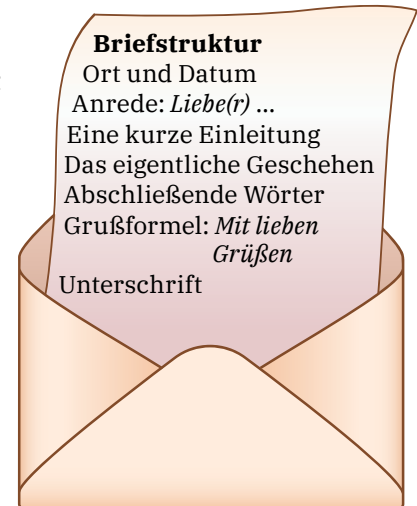 Briefstruktur
Ort und Datum
Anrede: Liebe(r) ...
Eine kurze Einleitung
Das eigentliche Geschehen
Abschließende Wörter
Grußformel: Mit lieben
Grüßen
Unterschrift